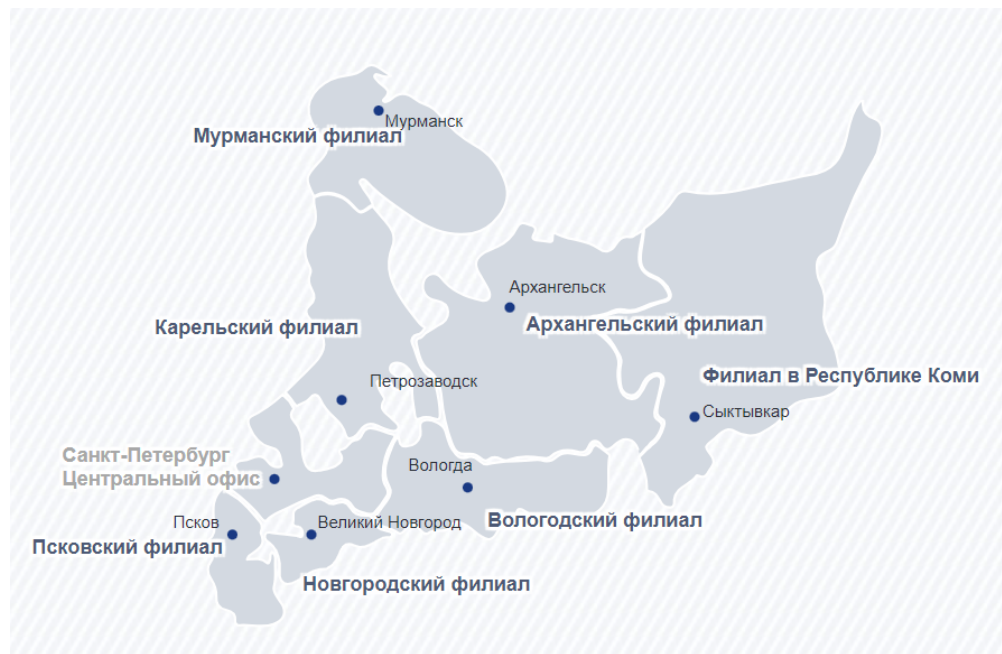 Мурманск
Мурманский филиал
Архангельск
Архангельский филиал
Карельский филиал
Петрозаводск
Филиал в Республике Коми
Сыктывкар
Санкт-Петербург
Центральный офис
Вологда
Вологодский филиал
Псков
Великий Новгород
Псковский филиал
Новгородский филиал